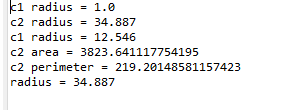 c1 radius = 1.0
c2 radius = 34.887
c1 radius = 12.546
c2 area = 3823.641117754195
c2 perimeter = 219.20148581157423
radius = 34.887